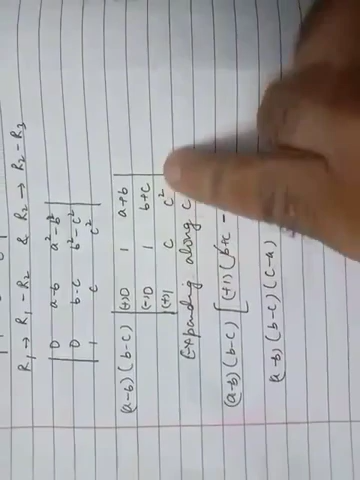 R₁ → R₁ - R₂ & R₂ → R₂ - R₃
| 0 a-b a²-b² |
| 0 b-c b²-c² |
| 1 c c² |
(a-b)(b-c) | (+)0 1 a+b |
| (-)0 1 b+c |
| (+)1 c c² |
Expanding along c
(a-b)(b-c) [(+1)(b+c -
(a-b)(b-c)(c-a)